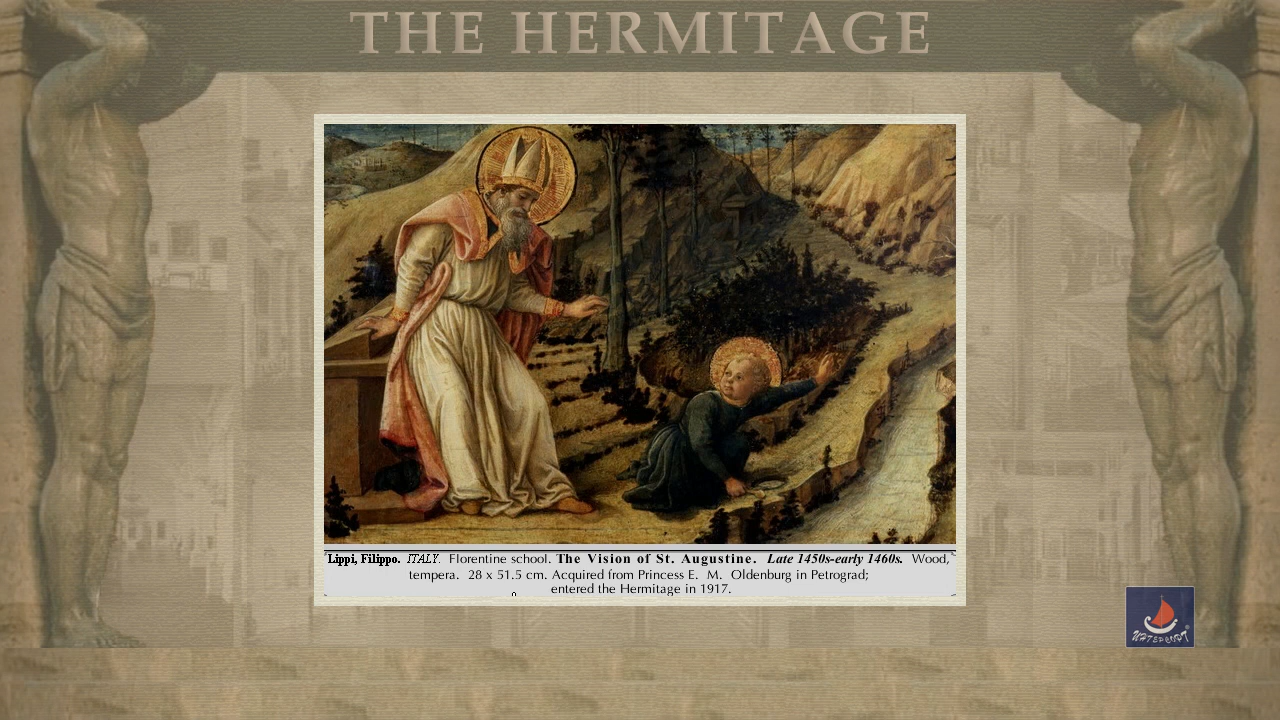 THE HERMITAGE
Lippi, Filippo. ITALY. Florentine school. The Vision of St. Augustine. Late 1450s-early 1460s. Wood,
tempera. 28 x 51.5 cm. Acquired from Princess E. M. Oldenburg in Petrograd;
entered the Hermitage in 1917.